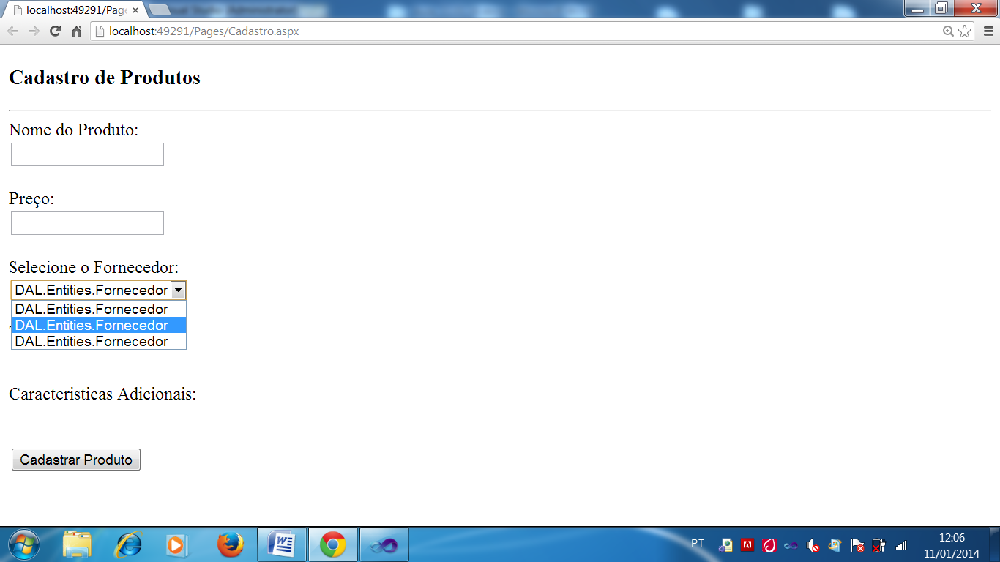 localhost:49291/Pag
localhost:49291/Pages/Cadastro.aspx
Cadastro de Produtos
Nome do Produto:
Preço:
Selecione o Fornecedor:
DAL.Entities.Fornecedor
DAL.Entities.Fornecedor
DAL.Entities.Fornecedor
DAL.Entities.Fornecedor
Caracteristicas Adicionais:
Cadastrar Produto
PT
12:06
11/01/2014